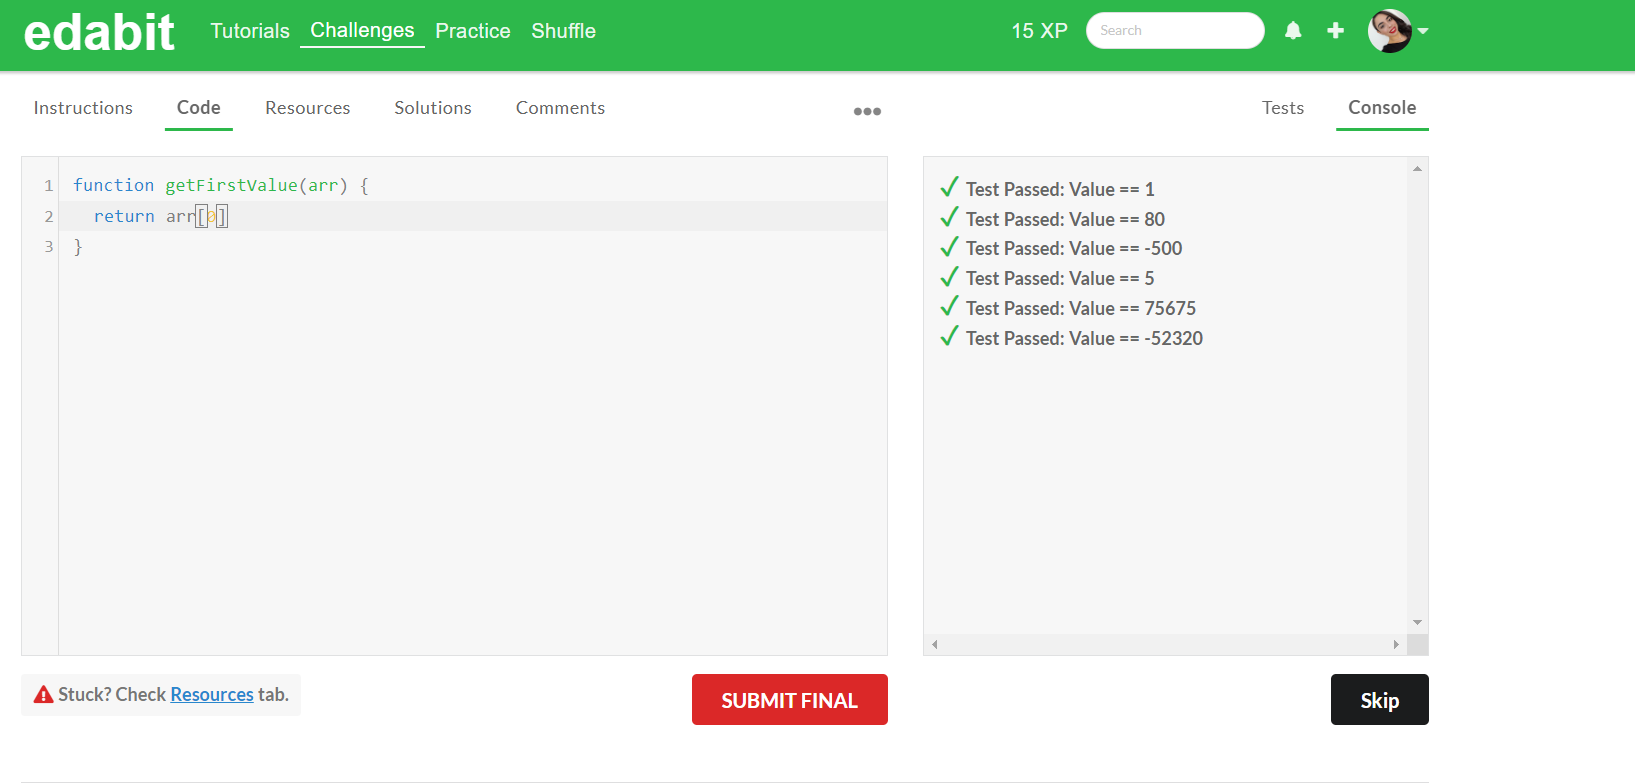 edabit Tutorials Challenges Practice Shuffle 15 XP Search
Instructions Code Resources Solutions Comments Tests Console
1 function getFirstValue(arr) {
2 return arr[0]
3 }
Test Passed: Value == 1
Test Passed: Value == 80
Test Passed: Value == -500
Test Passed: Value == 5
Test Passed: Value == 75675
Test Passed: Value == -52320
Stuck? Check Resources tab. SUBMIT FINAL Skip